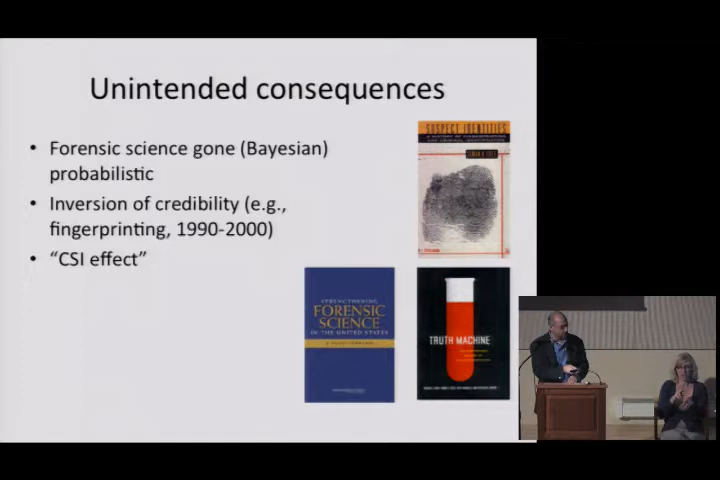 Unintended consequences
• Forensic science gone (Bayesian)
probabilistic
• Inversion of credibility (e.g.,
fingerprinting, 1990-2000)
• “CSI effect”
SUSPECT IDENTITIES
STRENGTHENING
FORENSIC
SCIENCE
IN THE UNITED STATES
TRUTH MACHINE